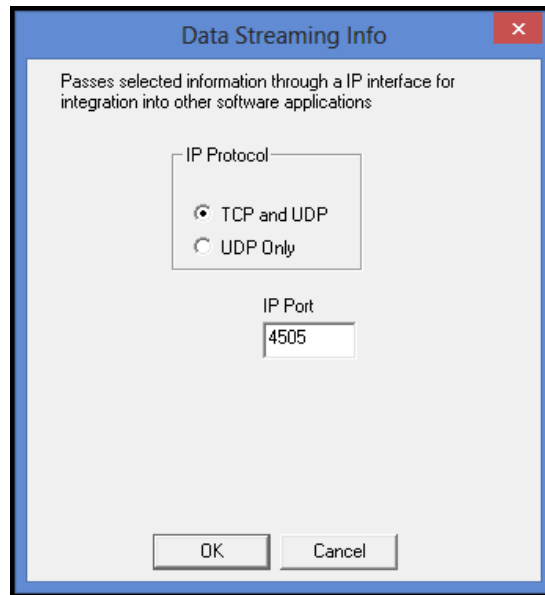 Data Streaming Info
Passes selected information through a IP interface for
integration into other software applications
IP Protocol
TCP and UDP
UDP Only
IP Port
4505
OK
Cancel